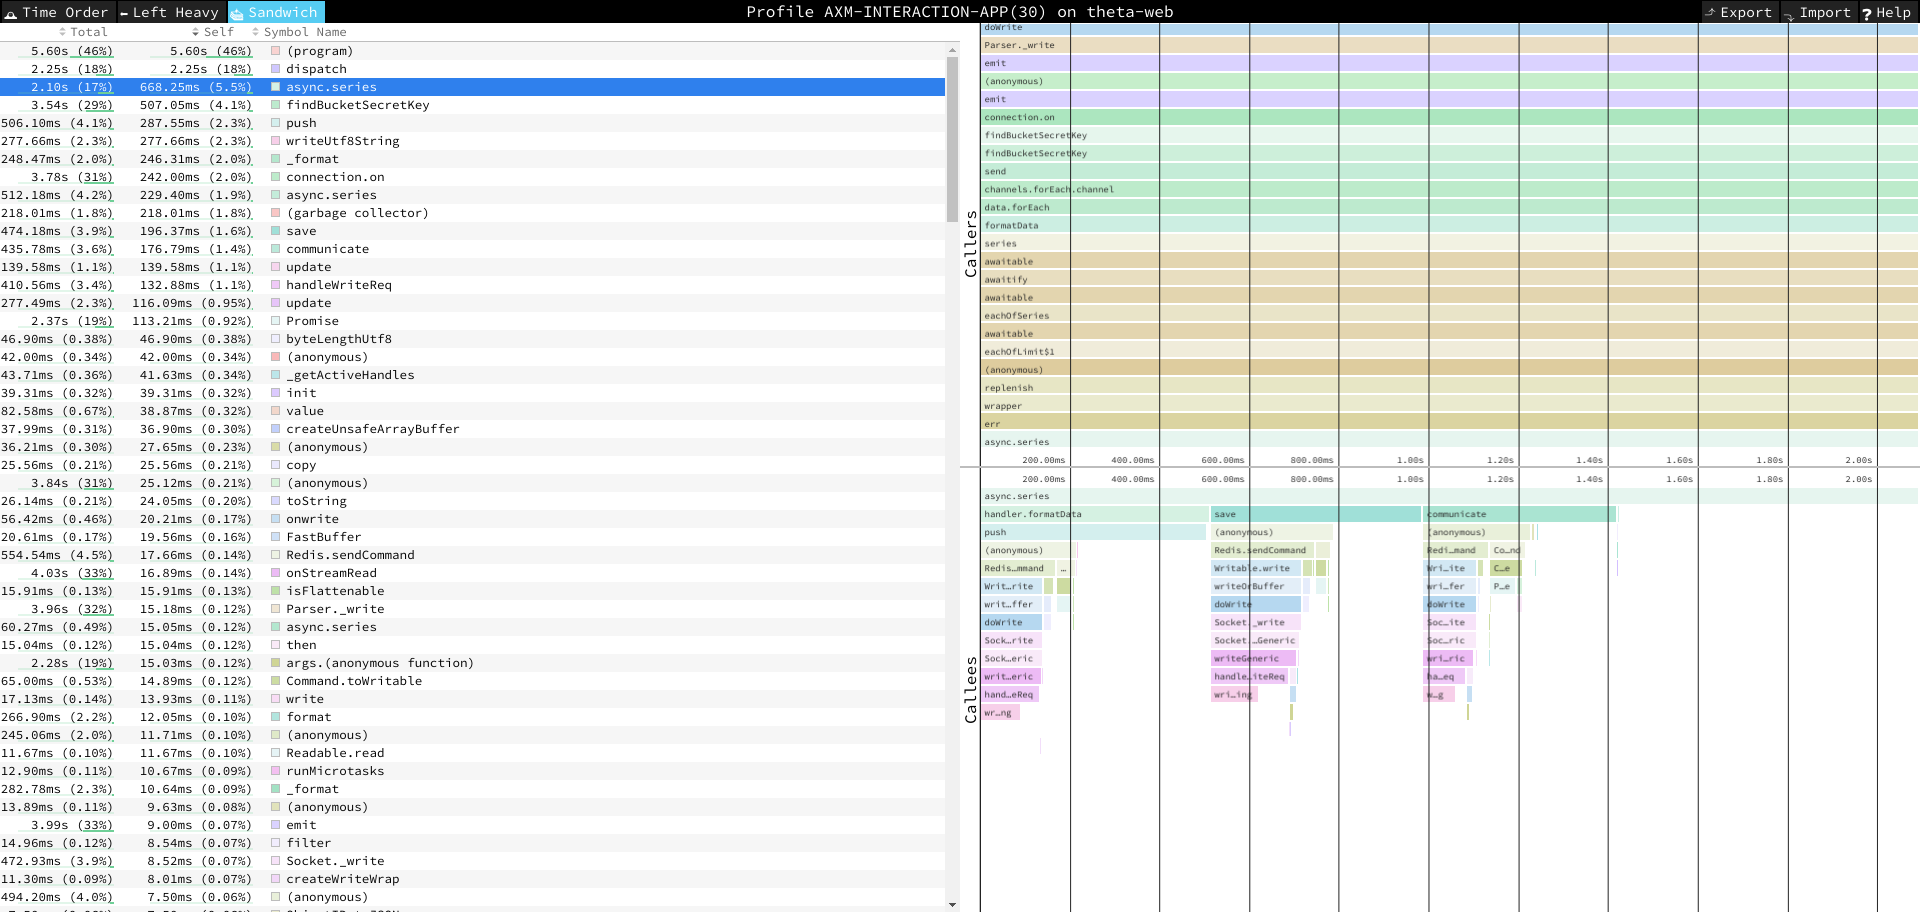 Time Order Left Heavy Sandwich Profile AXM-INTERACTION-APP(30) on theta-web Export Import ? Help
Total Self Symbol Name
5.60s (46%) 5.60s (46%) (program)
2.25s (18%) 2.25s (18%) dispatch
2.10s (17%) 668.25ms (5.5%) async.series
3.54s (29%) 507.05ms (4.1%) findBucketSecretKey
506.10ms (4.1%) 287.55ms (2.3%) push
277.66ms (2.3%) 277.66ms (2.3%) writeUtf8String
248.47ms (2.0%) 246.31ms (2.0%) _format
3.78s (31%) 242.00ms (2.0%) connection.on
512.18ms (4.2%) 229.40ms (1.9%) async.series
218.01ms (1.8%) 218.01ms (1.8%) (garbage collector)
474.18ms (3.9%) 196.37ms (1.6%) save
435.78ms (3.6%) 176.79ms (1.4%) communicate
139.58ms (1.1%) 139.58ms (1.1%) update
410.56ms (3.4%) 132.88ms (1.1%) handleWriteReq
277.49ms (2.3%) 116.09ms (0.95%) update
2.37s (19%) 113.21ms (0.92%) Promise
46.90ms (0.38%) 46.90ms (0.38%) byteLengthUtf8
42.00ms (0.34%) 42.00ms (0.34%) (anonymous)
43.71ms (0.36%) 41.63ms (0.34%) _getActiveHandles
39.31ms (0.32%) 39.31ms (0.32%) init
82.58ms (0.67%) 38.87ms (0.32%) value
37.99ms (0.31%) 36.90ms (0.30%) createUnsafeArrayBuffer
36.21ms (0.30%) 27.65ms (0.23%) (anonymous)
25.56ms (0.21%) 25.56ms (0.21%) copy
3.84s (31%) 25.12ms (0.21%) (anonymous)
26.14ms (0.21%) 24.05ms (0.20%) toString
56.42ms (0.46%) 20.21ms (0.17%) onwrite
20.61ms (0.17%) 19.56ms (0.16%) FastBuffer
554.54ms (4.5%) 17.66ms (0.14%) Redis.sendCommand
4.03s (33%) 16.89ms (0.14%) onStreamRead
15.91ms (0.13%) 15.91ms (0.13%) isFlattenable
3.96s (32%) 15.18ms (0.12%) Parser._write
60.27ms (0.49%) 15.05ms (0.12%) async.series
15.04ms (0.12%) 15.04ms (0.12%) then
2.28s (19%) 15.03ms (0.12%) args.(anonymous function)
65.00ms (0.53%) 14.89ms (0.12%) Command.toWritable
17.13ms (0.14%) 13.93ms (0.11%) write
266.90ms (2.2%) 12.05ms (0.10%) format
245.06ms (2.0%) 11.71ms (0.10%) (anonymous)
11.67ms (0.10%) 11.67ms (0.10%) Readable.read
12.90ms (0.11%) 10.67ms (0.09%) runMicrotasks
282.78ms (2.3%) 10.64ms (0.09%) _format
13.89ms (0.11%) 9.63ms (0.08%) (anonymous)
3.99s (33%) 9.00ms (0.07%) emit
14.96ms (0.12%) 8.54ms (0.07%) filter
472.93ms (3.9%) 8.52ms (0.07%) Socket._write
11.30ms (0.09%) 8.01ms (0.07%) createWriteWrap
494.20ms (4.0%) 7.50ms (0.06%) (anonymous)
Callers
doWrite
Parser._write
emit
(anonymous)
emit
connection.on
findBucketSecretKey
findBucketSecretKey
send
channels.forEach.channel
data.forEach
formatData
series
awaitable
awaitify
awaitable
eachOfSeries
awaitable
eachOfLimit$1
(anonymous)
replenish
wrapper
err
async.series
200.00ms 400.00ms 600.00ms 800.00ms 1.00s 1.20s 1.40s 1.60s 1.80s 2.00s
Callees
200.00ms 400.00ms 600.00ms 800.00ms 1.00s 1.20s 1.40s 1.60s 1.80s 2.00s
async.series
handler.formatData save communicate
push (anonymous) (anonymous)
(anonymous) Redis.sendCommand Redi…mand Co…nd
Redis…mmand … Writable.write Wri…ite C…e
Writ…rite writeOrBuffer wri…fer P…e
writ…ffer doWrite doWrite
doWrite Socket._write Soc…ite
Sock…rite Socket.…Generic Soc…ric
Sock…eric writeGeneric wri…ric
writ…eric handle…iteReq ha…eq
hand…eReq wri…ing w…g
wr…ng